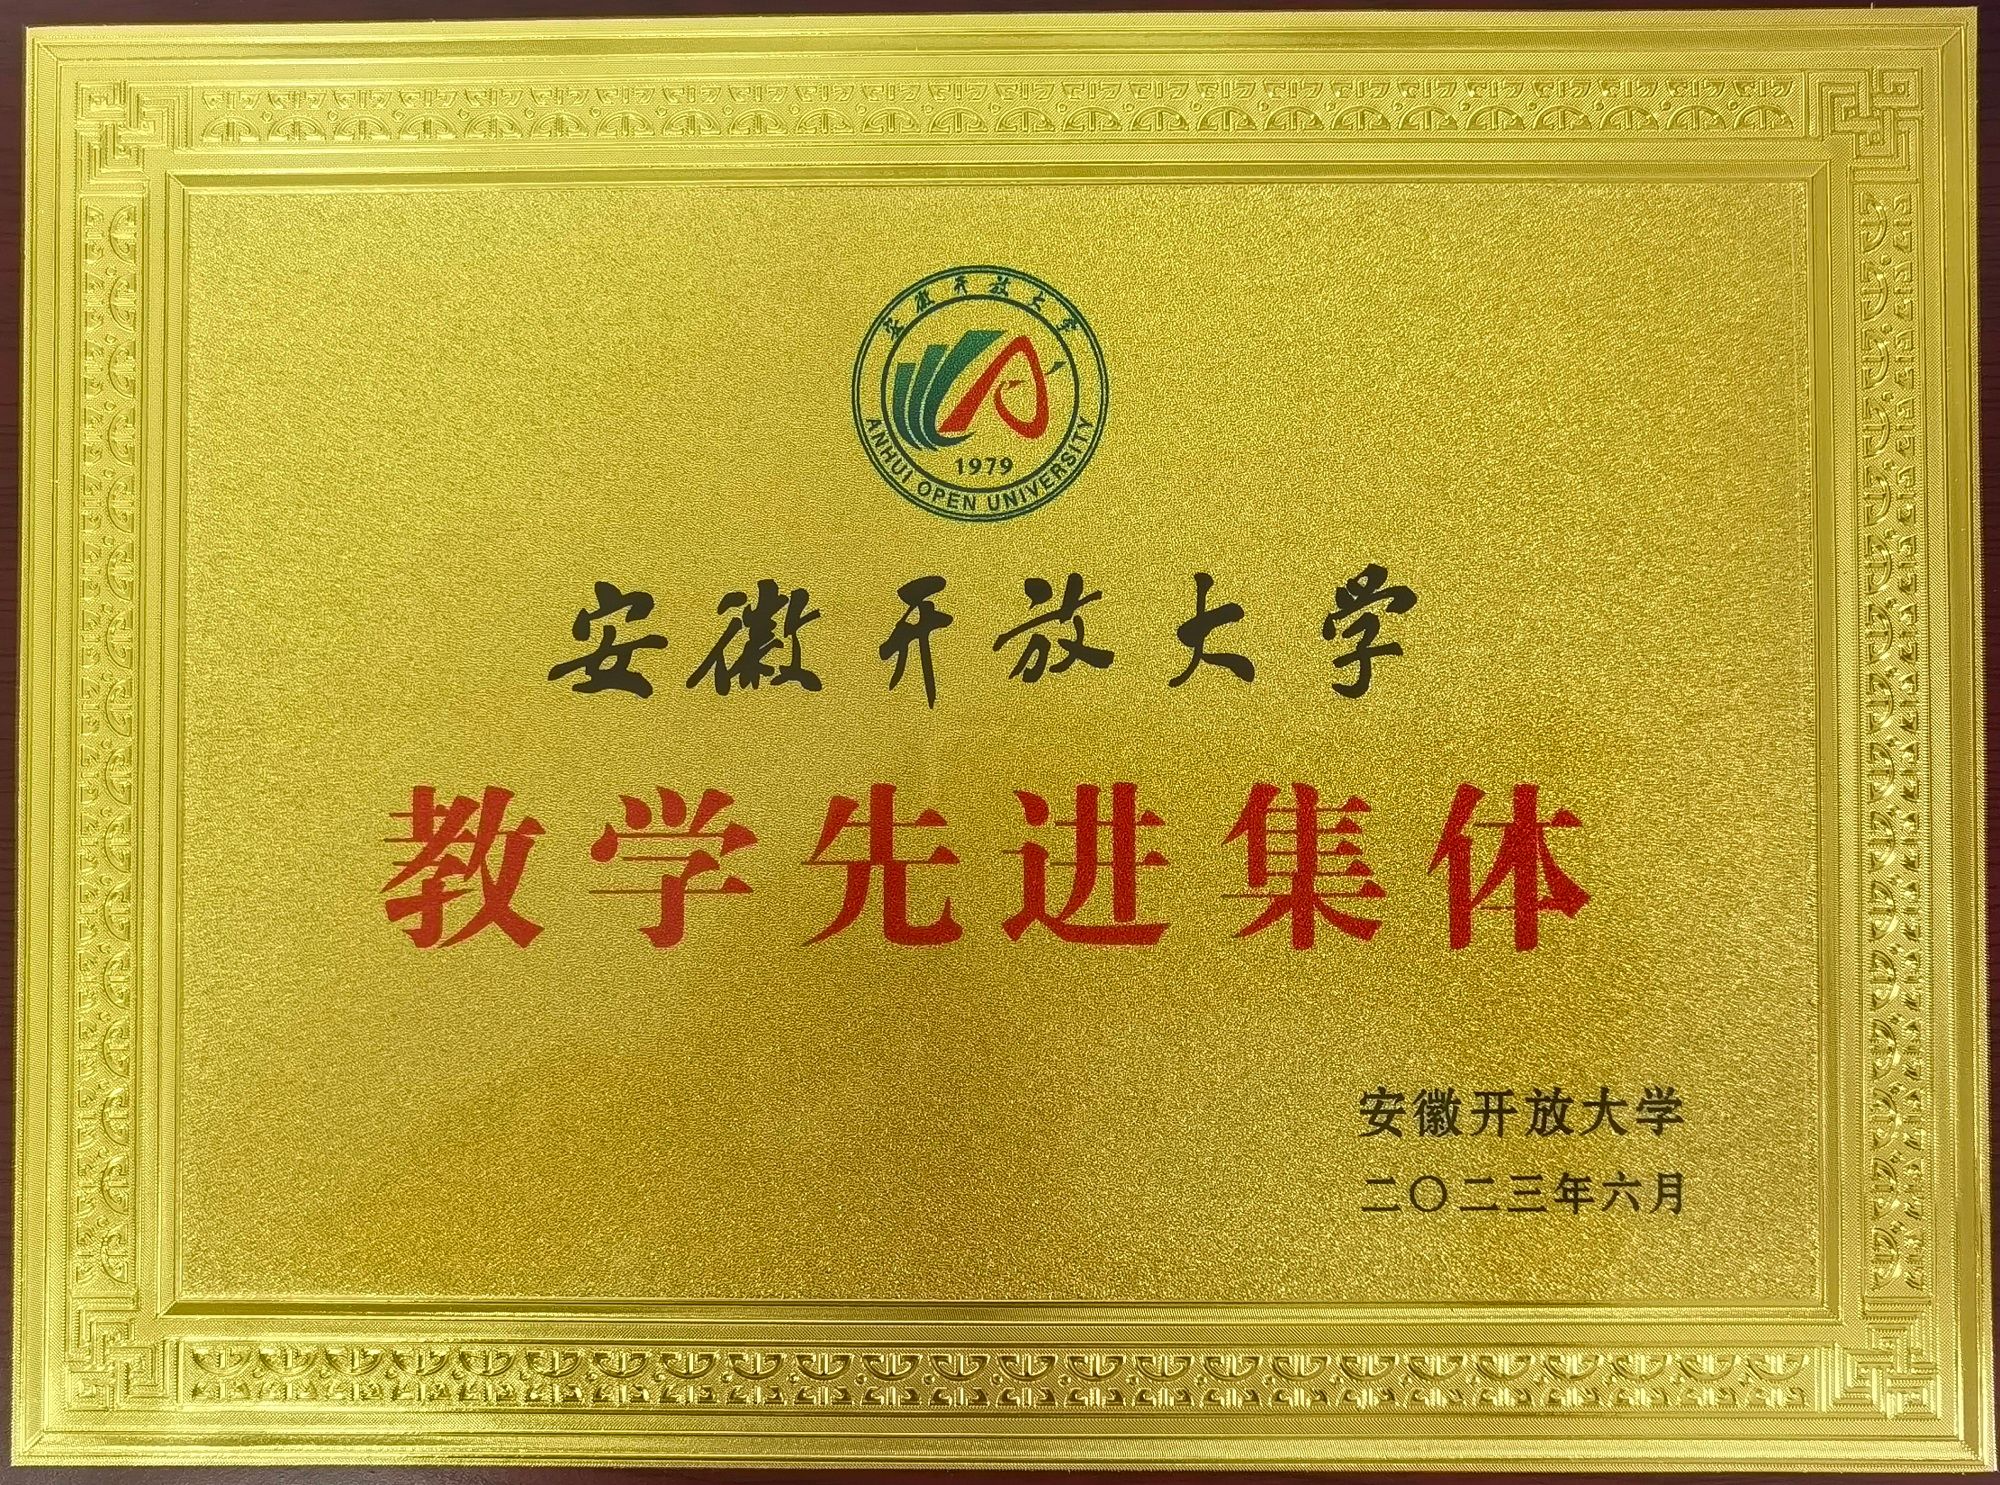 安徽开放大学
1979
ANHUI OPEN UNIVERSITY
安徽开放大学
教学先进集体
安徽开放大学
二〇二三年六月